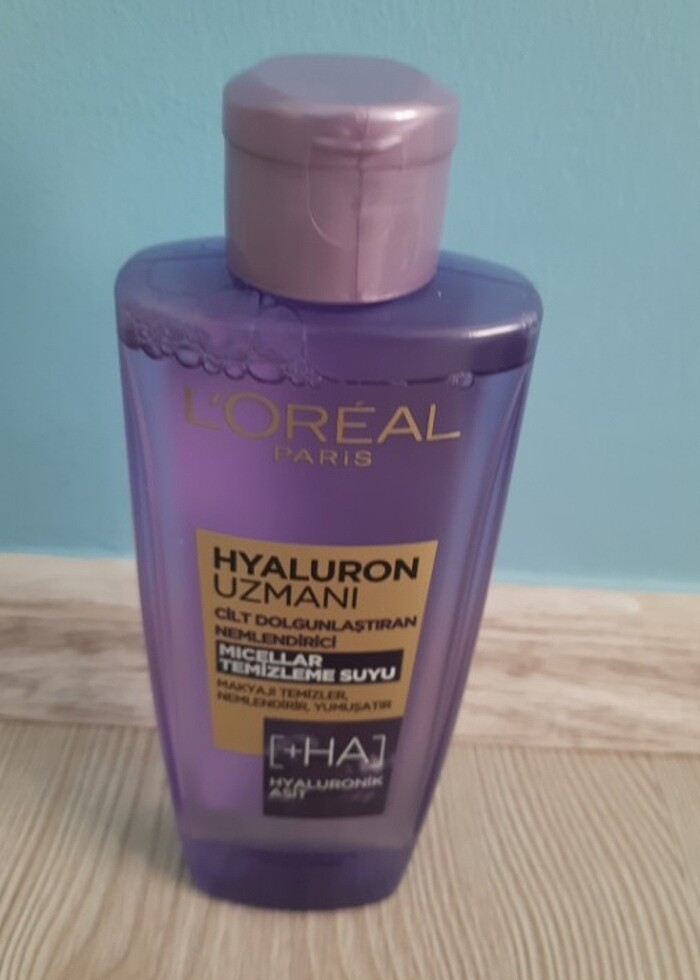 L'ORÉAL
PARIS
HYALURON
UZMANI
CİLT DOLGUNLAŞTIRAN
NEMLENDİRİCİ
MICELLAR
TEMİZLEME SUYU
MAKYAJI TEMİZLER,
NEMLENDİRİR, YUMUŞATIR
[+HA]
HYALURONİK
ASİT